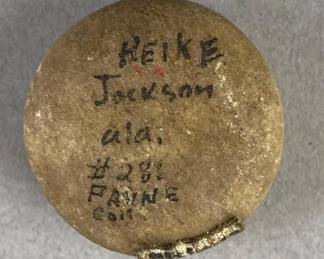 HEIKE
Jackson
ala.
#281
PAYNE
Coll